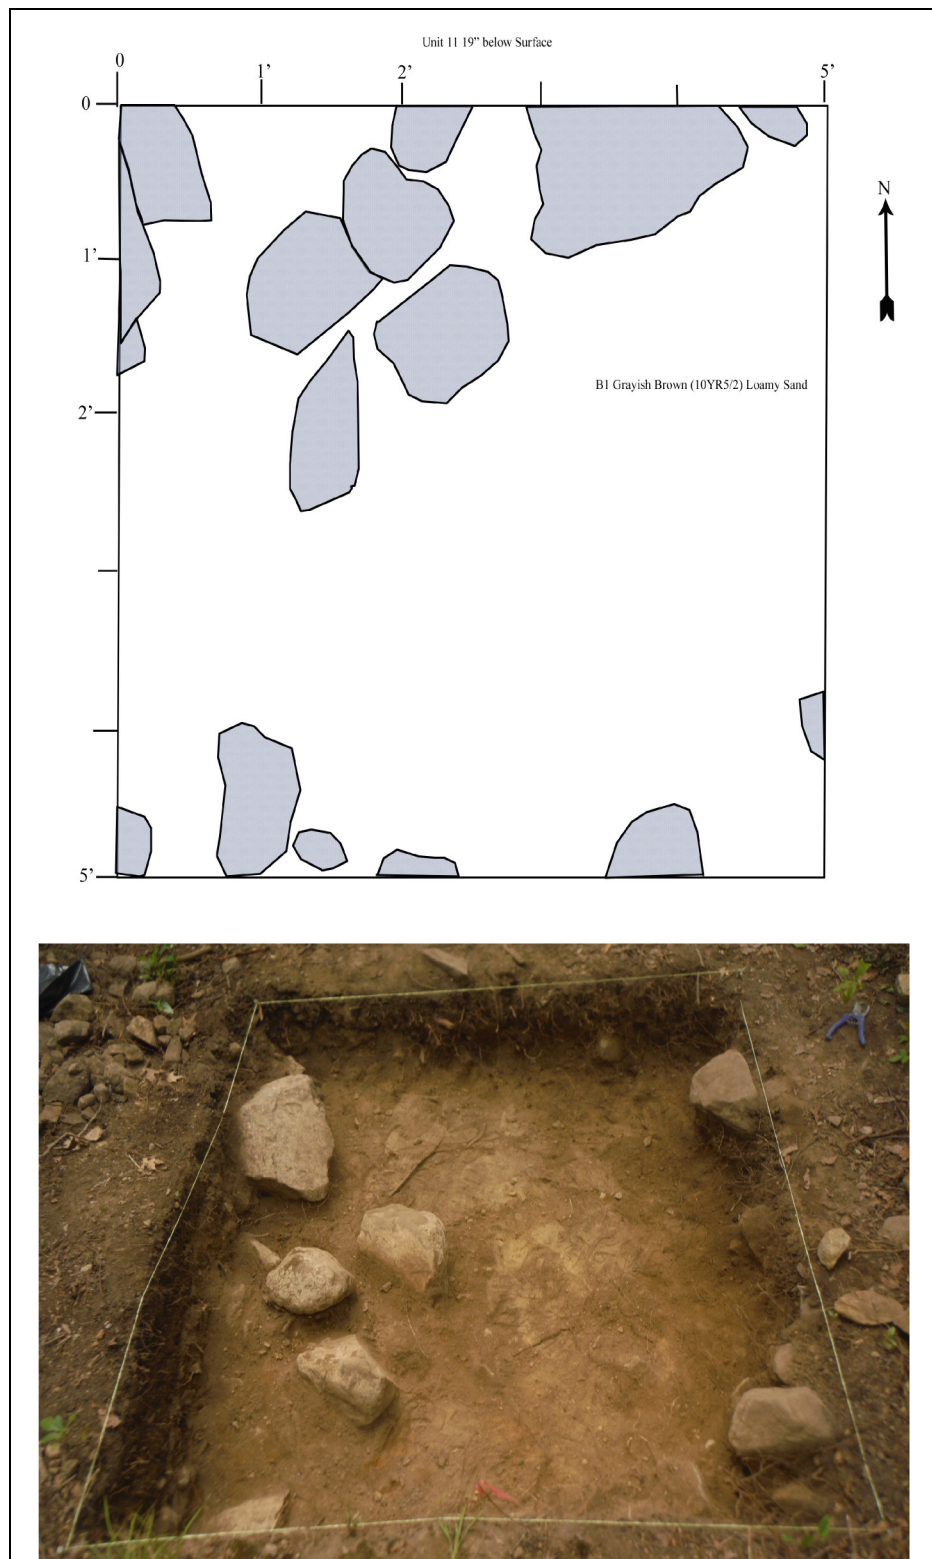 Unit 11 19” below Surface
0
1’
2’
5’
0
N
1’
B1 Grayish Brown (10YR5/2) Loamy Sand
2’
5’